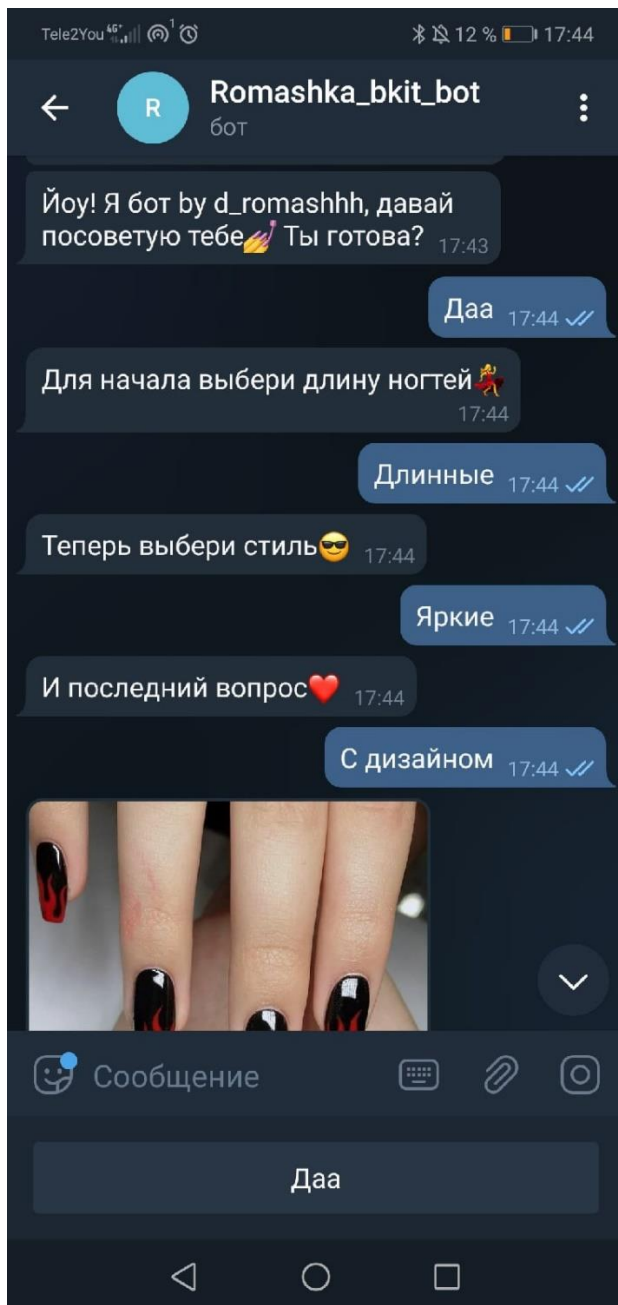 Tele2You 4G+ 1 12 % 17:44
R Romashka_bkit_bot
бот
Йоу! Я бот by d_romashhh, давай
посоветую тебе💅 Ты готова? 17:43
Даа 17:44
Для начала выбери длину ногтей💃
17:44
Длинные 17:44
Теперь выбери стиль😎 17:44
Яркие 17:44
И последний вопрос❤️ 17:44
С дизайном 17:44
Сообщение
Даа